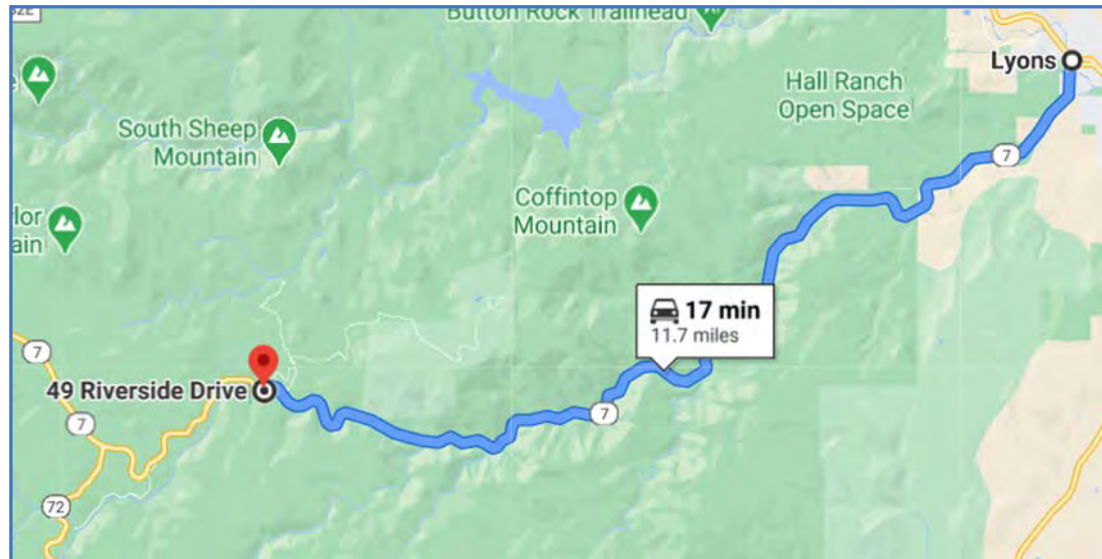 Button Rock Trailhead
Lyons
Hall Ranch
Open Space
South Sheep
Mountain
7
Coffintop
Mountain
17 min
11.7 miles
7
49 Riverside Drive
7
7
72